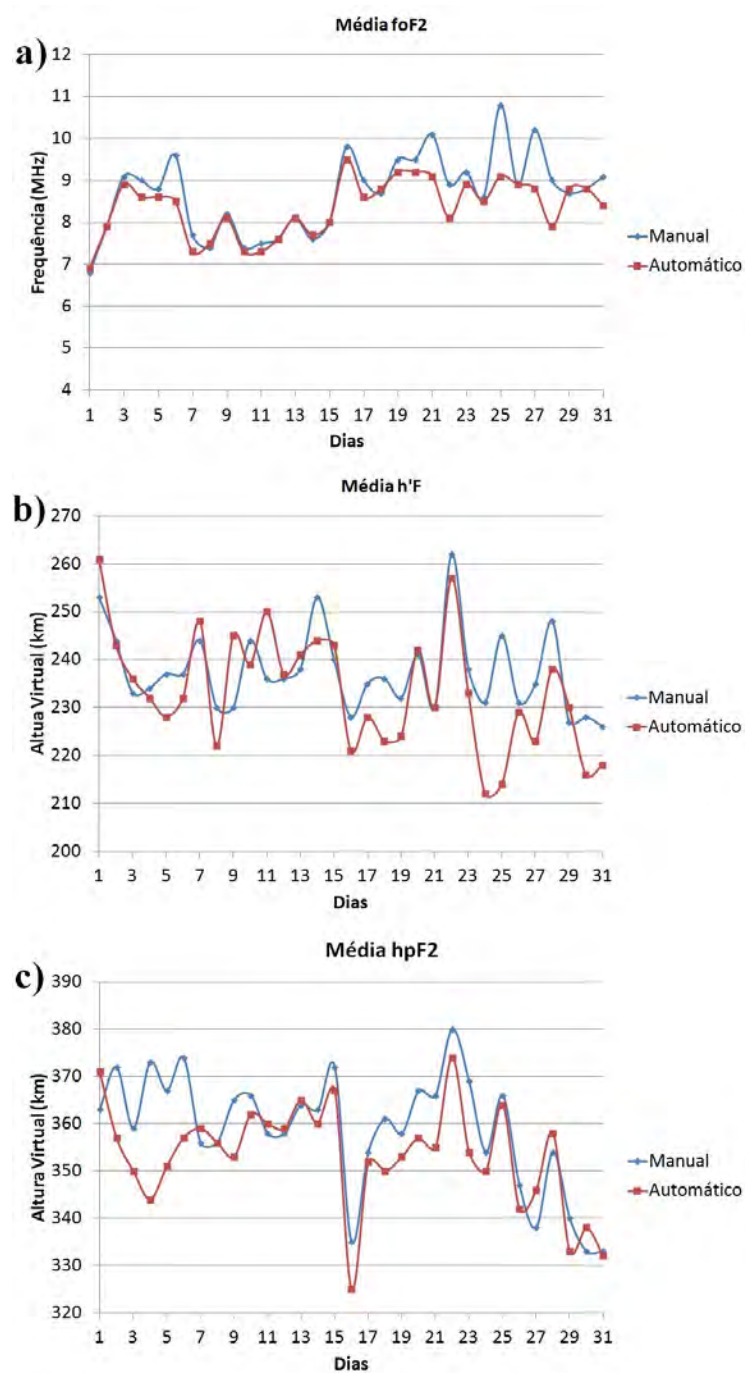 Média foF2
a)
12
11
10
9
8
7
6
5
4
Frequência (MHz)
1 3 5 7 9 11 13 15 17 19 21 23 25 27 29 31
Dias
Manual
Automático
Média h'F
b)
270
260
250
240
230
220
210
200
Altua Virtual (km)
1 3 5 7 9 11 13 15 17 19 21 23 25 27 29 31
Dias
Manual
Automático
Média hpF2
c)
390
380
370
360
350
340
330
320
Altura Virtual (km)
1 3 5 7 9 11 13 15 17 19 21 23 25 27 29 31
Dias
Manual
Automático